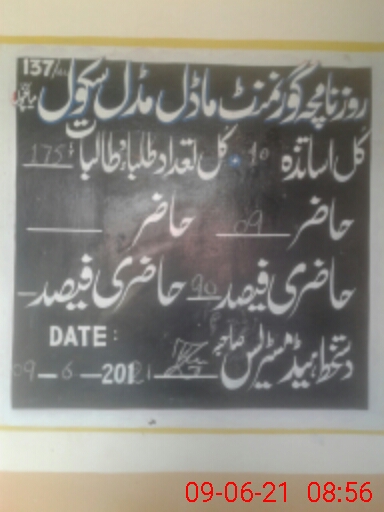 روزنامچہ گورنمنٹ ماڈل مڈل سکول
137/
کل اساتذہ 10 کل تعداد طلباء/طالبات 175
حاضر 09 حاضر
حاضری فیصد 90 حاضری فیصد
دستخط ہیڈ مسٹریس صاحبہ
DATE:
09-6-2021
09-06-21 08:56